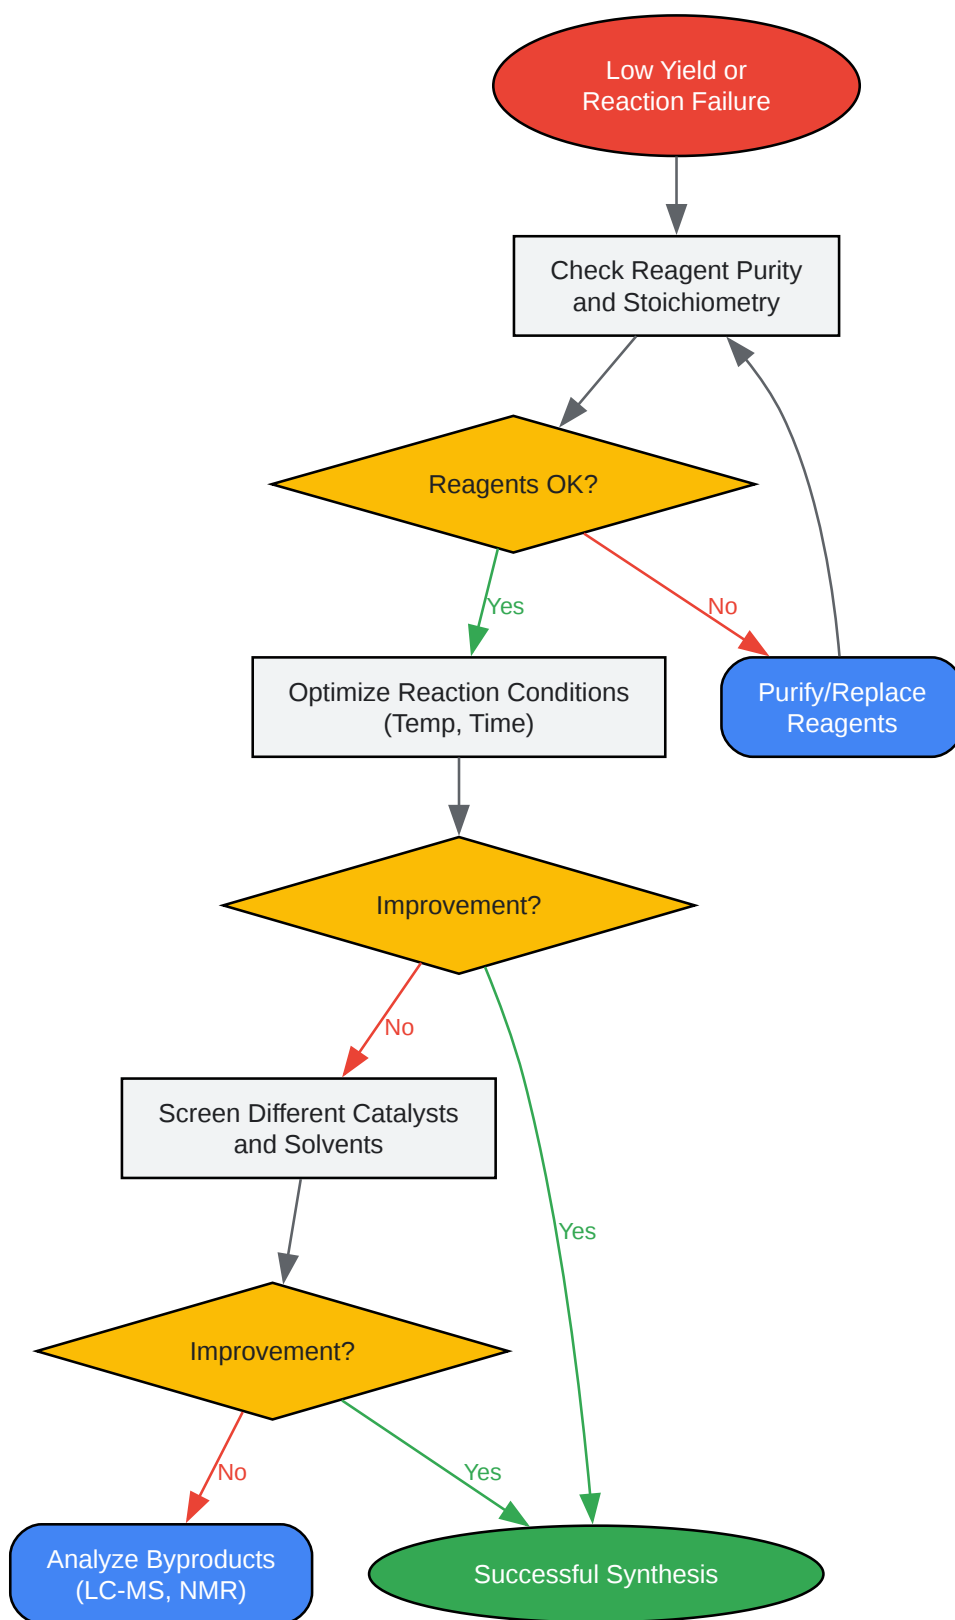 Low Yield or
Reaction Failure
Check Reagent Purity
and Stoichiometry
Reagents OK?
Yes
No
Optimize Reaction Conditions
(Temp, Time)
Purify/Replace
Reagents
Improvement?
No
Screen Different Catalysts
and Solvents
Yes
Improvement?
No
Yes
Analyze Byproducts
(LC-MS, NMR)
Successful Synthesis